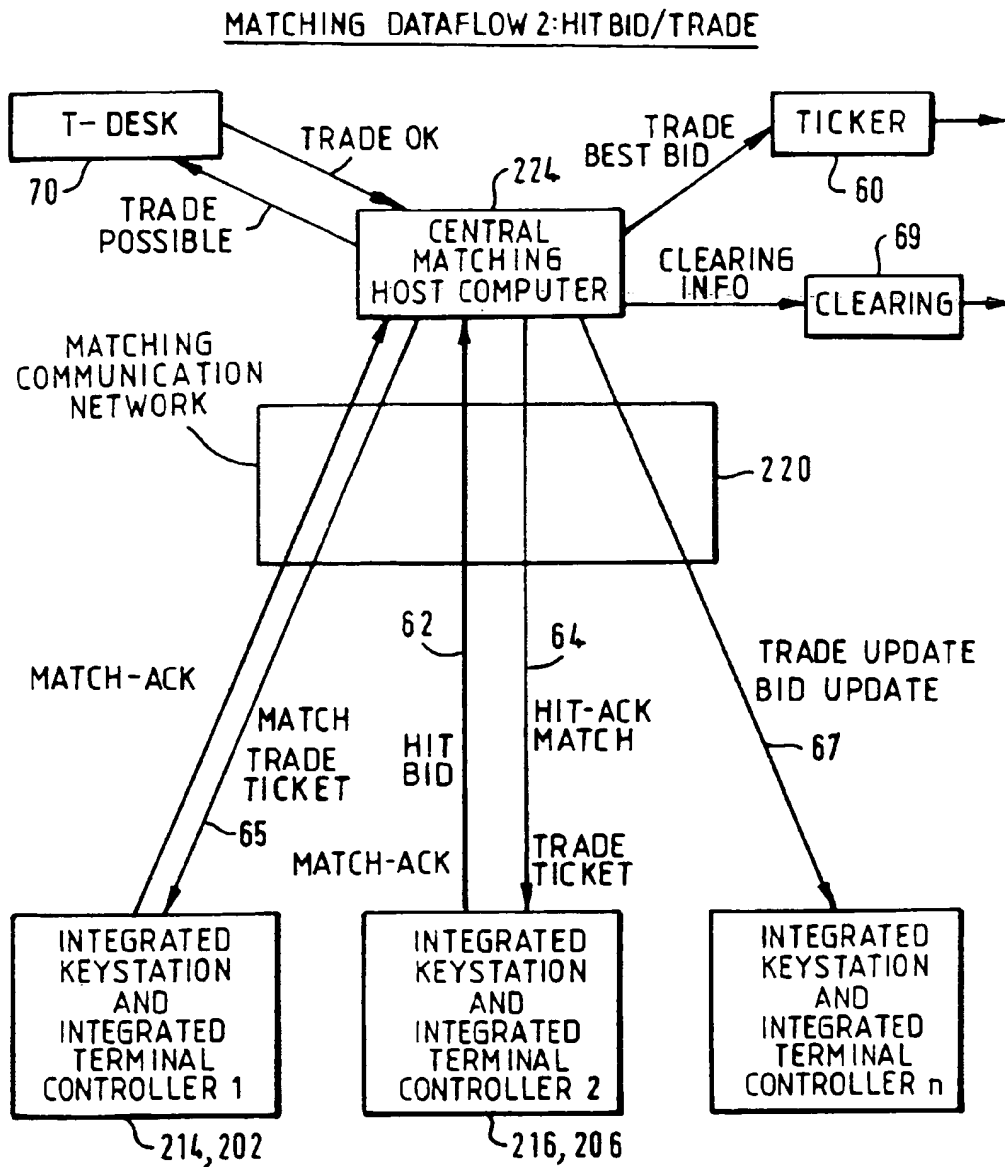 MATCHING DATAFLOW 2: HIT BID/TRADE
T-DESK
70
TRADE OK
TRADE
POSSIBLE
224
CENTRAL
MATCHING
HOST COMPUTER
TRADE
BEST BID
TICKER
60
CLEARING
INFO
69
CLEARING
MATCHING
COMMUNICATION
NETWORK
220
MATCH-ACK
MATCH
TRADE
TICKET
65
62
HIT
BID
MATCH-ACK
64
HIT-ACK
MATCH
TRADE
TICKET
TRADE UPDATE
BID UPDATE
67
INTEGRATED
KEYSTATION
AND
INTEGRATED
TERMINAL
CONTROLLER 1
214, 202
INTEGRATED
KEYSTATION
AND
INTEGRATED
TERMINAL
CONTROLLER 2
216, 206
INTEGRATED
KEYSTATION
AND
INTEGRATED
TERMINAL
CONTROLLER n